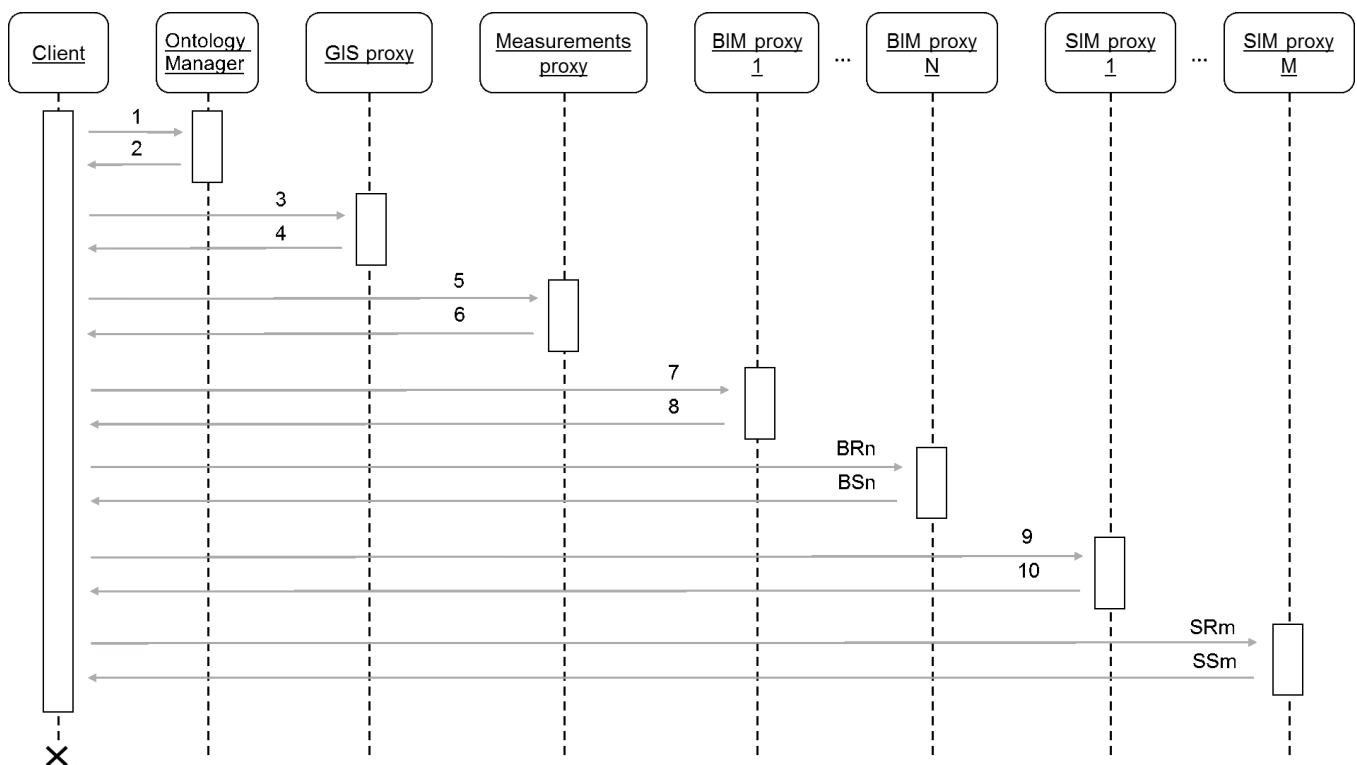 Client
Ontology
Manager
GIS proxy
Measurements
proxy
BIM proxy
1
...
BIM proxy
N
SIM proxy
1
...
SIM proxy
M
1
2
3
4
5
6
7
8
BRn
BSn
9
10
SRm
SSm